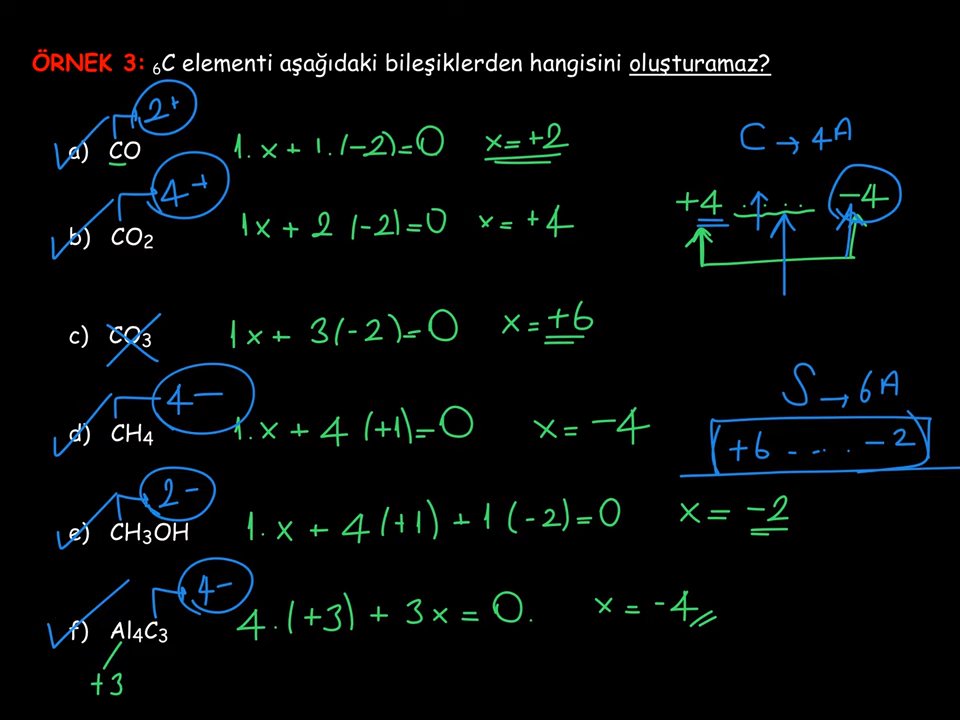 ÖRNEK 3: ₆C elementi aşağıdaki bileşiklerden hangisini oluşturamaz?
2+
a) CO 1.x + 1.(-2)=0 x=+2
C → 4A
4+
+4 .... -4
b) CO₂ 1x + 2(-2)=0 x=+4
c) CO₃ 1x + 3(-2)=0 x=+6
S → 6A
4-
d) CH₄ 1.x + 4(+1)=0 x=-4
+6 ..... -2
2-
e) CH₃OH 1.x + 4(+1) + 1(-2)=0 x=-2
4-
f) Al₄C₃ 4.(+3) + 3x = 0. x=-4
+3